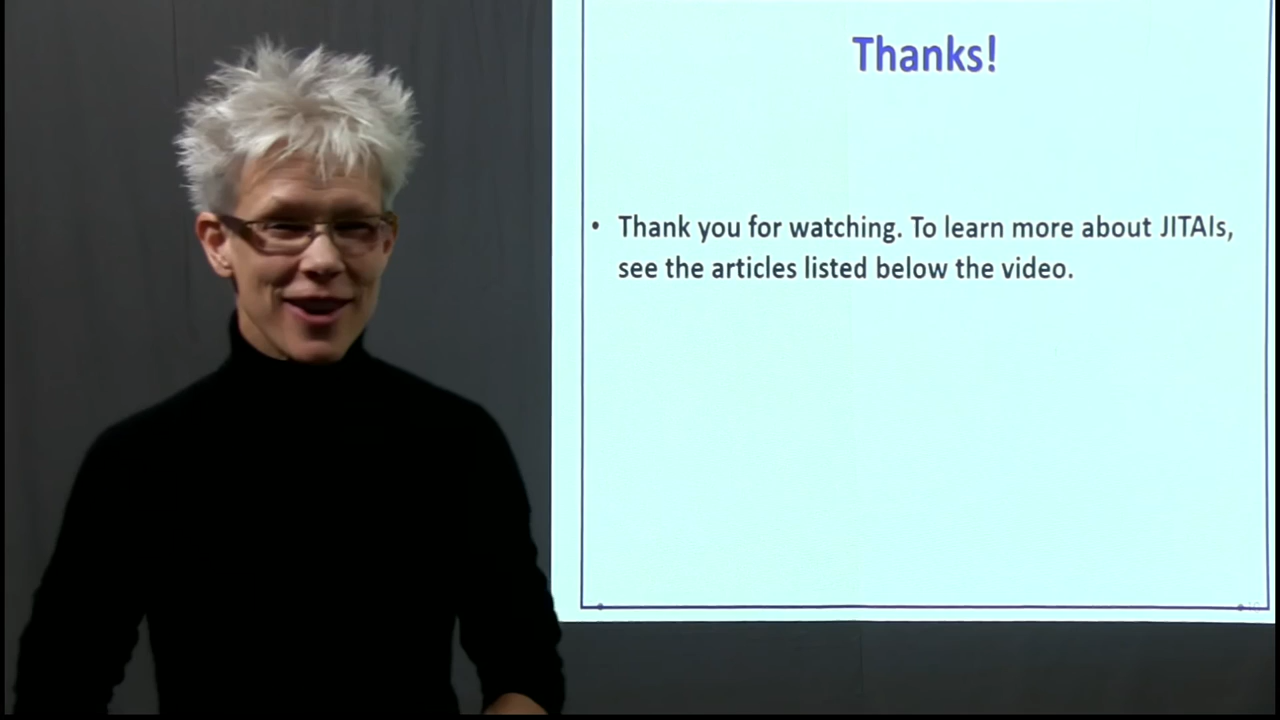 Thanks!
• Thank you for watching. To learn more about JITAIs,
see the articles listed below the video.